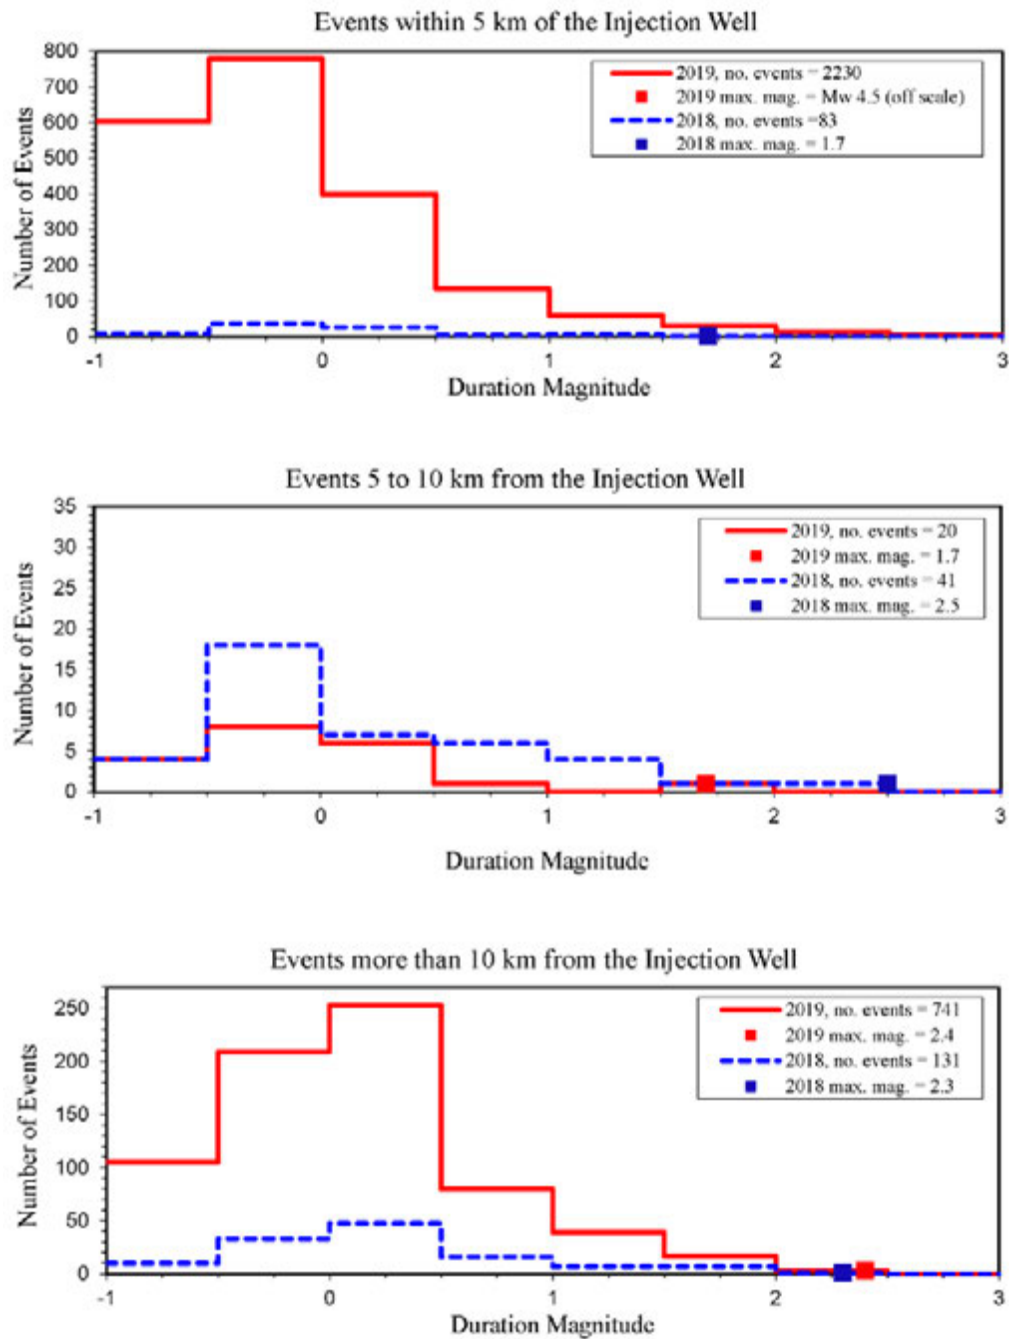 Events within 5 km of the Injection Well
800
700
600
500
400
300
200
100
0
Number of Events
2019, no. events = 2230
2019 max. mag. = Mw 4.5 (off scale)
2018, no. events =83
2018 max. mag. = 1.7
-1 0 1 2 3
Duration Magnitude
Events 5 to 10 km from the Injection Well
35
30
25
20
15
10
5
0
Number of Events
2019, no. events = 20
2019 max. mag. = 1.7
2018, no. events = 41
2018 max. mag. = 2.5
-1 0 1 2 3
Duration Magnitude
Events more than 10 km from the Injection Well
250
200
150
100
50
0
Number of Events
2019, no. events = 741
2019 max. mag. = 2.4
2018, no. events = 131
2018 max. mag. = 2.3
-1 0 1 2 3
Duration Magnitude